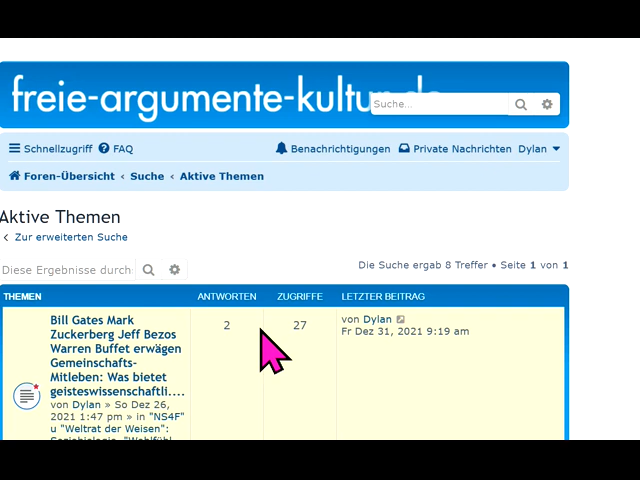 freie-argumente-kultur.de
Suche...
Schnellzugriff FAQ Benachrichtigungen Private Nachrichten Dylan
Foren-Übersicht ‹ Suche ‹ Aktive Themen
Aktive Themen
‹ Zur erweiterten Suche
Diese Ergebnisse durch
Die Suche ergab 8 Treffer • Seite 1 von 1
THEMEN ANTWORTEN ZUGRIFFE LETZTER BEITRAG
Bill Gates Mark
Zuckerberg Jeff Bezos
Warren Buffet erwägen
Gemeinschafts-
Mitleben: Was bietet
geisteswissenschaftli....
von Dylan » So Dez 26,
2021 1:47 pm » in "NS4F"
u "Weltrat der Weisen":
2
27
von Dylan
Fr Dez 31, 2021 9:19 am